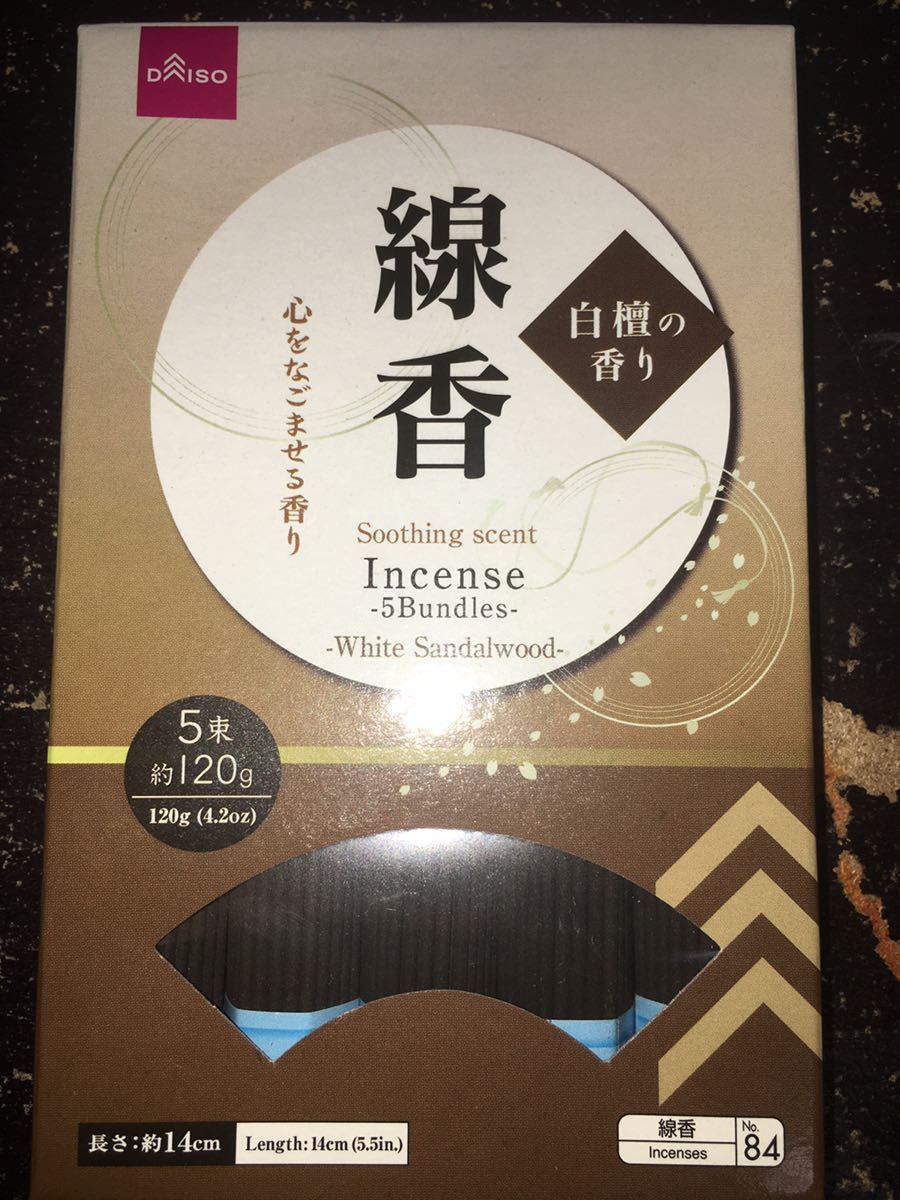 DAISO
線香
白檀の
香り
心をなごませる香り
Soothing scent
Incense
-5Bundles-
-White Sandalwood-
5束
約120g
120g (4.2oz)
長さ:約14cm
Length: 14cm (5.5in.)
線香
Incenses
No.
84